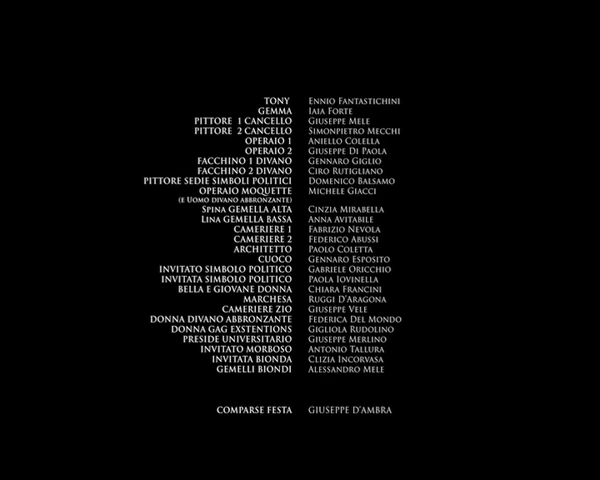 TONY Ennio Fantastichini
GEMMA Iaia Forte
PITTORE 1 CANCELLO Giuseppe Mele
PITTORE 2 CANCELLO Simonpietro Mecchi
OPERAIO 1 Aniello Colella
OPERAIO 2 Giuseppe Di Paola
FACCHINO 1 DIVANO Gennaro Giglio
FACCHINO 2 DIVANO Ciro Rutigliano
PITTORE SEDIE SIMBOLI POLITICI Domenico Balsamo
OPERAIO MOQUETTE Michele Giacci
(E UOMO DIVANO ABBRONZANTE)
Spina GEMELLA ALTA Cinzia Mirabella
Lina GEMELLA BASSA Anna Avitabile
CAMERIERE 1 Fabrizio Nevola
CAMERIERE 2 Federico Abussi
ARCHITETTO Paolo Coletta
CUOCO Gennaro Esposito
INVITATO SIMBOLO POLITICO Gabriele Oricchio
INVITATA SIMBOLO POLITICO Paola Iovinella
BELLA E GIOVANE DONNA Chiara Francini
MARCHESA Ruggi D'Aragona
CAMERIERE ZIO Giuseppe Vele
DONNA DIVANO ABBRONZANTE Federica Del Mondo
DONNA GAG EXSTENTIONS Gigliola Rudolino
PRESIDE UNIVERSITARIO Giuseppe Merlino
INVITATO MORBOSO Antonio Tallura
INVITATA BIONDA Clizia Incorvasa
GEMELLI BIONDI Alessandro Mele
COMPARSE FESTA GIUSEPPE D'AMBRA